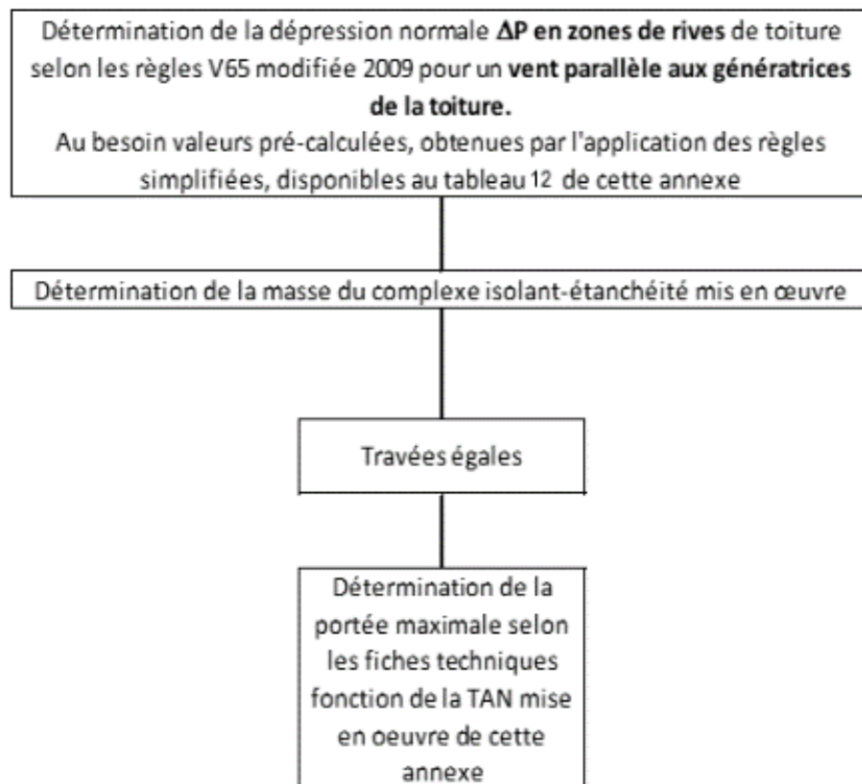 Détermination de la dépression normale ΔP en zones de rives de toiture
selon les règles V65 modifiée 2009 pour un vent parallèle aux génératrices
de la toiture.
Au besoin valeurs pré-calculées, obtenues par l'application des règles
simplifiées, disponibles au tableau 12 de cette annexe
Détermination de la masse du complexe isolant-étanchéité mis en œuvre
Travées égales
Détermination de la
portée maximale selon
les fiches techniques
fonction de la TAN mise
en oeuvre de cette
annexe